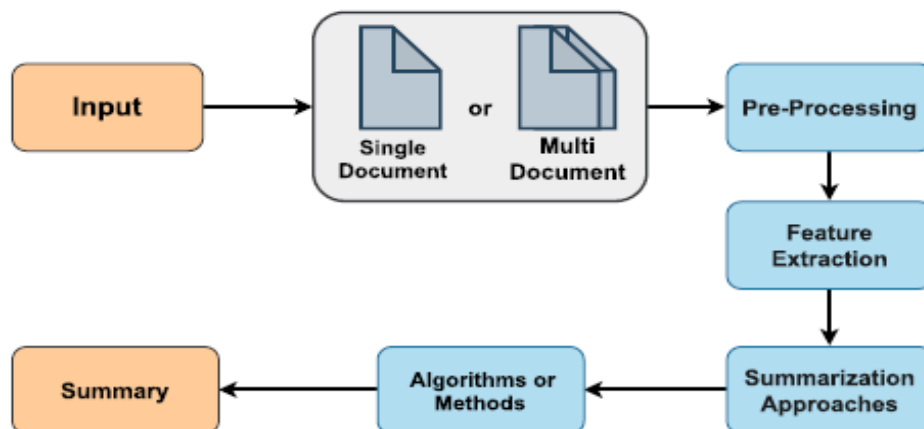 Input
Single
Document
or
Multi
Document
Pre-Processing
Feature
Extraction
Summarization
Approaches
Algorithms or
Methods
Summary